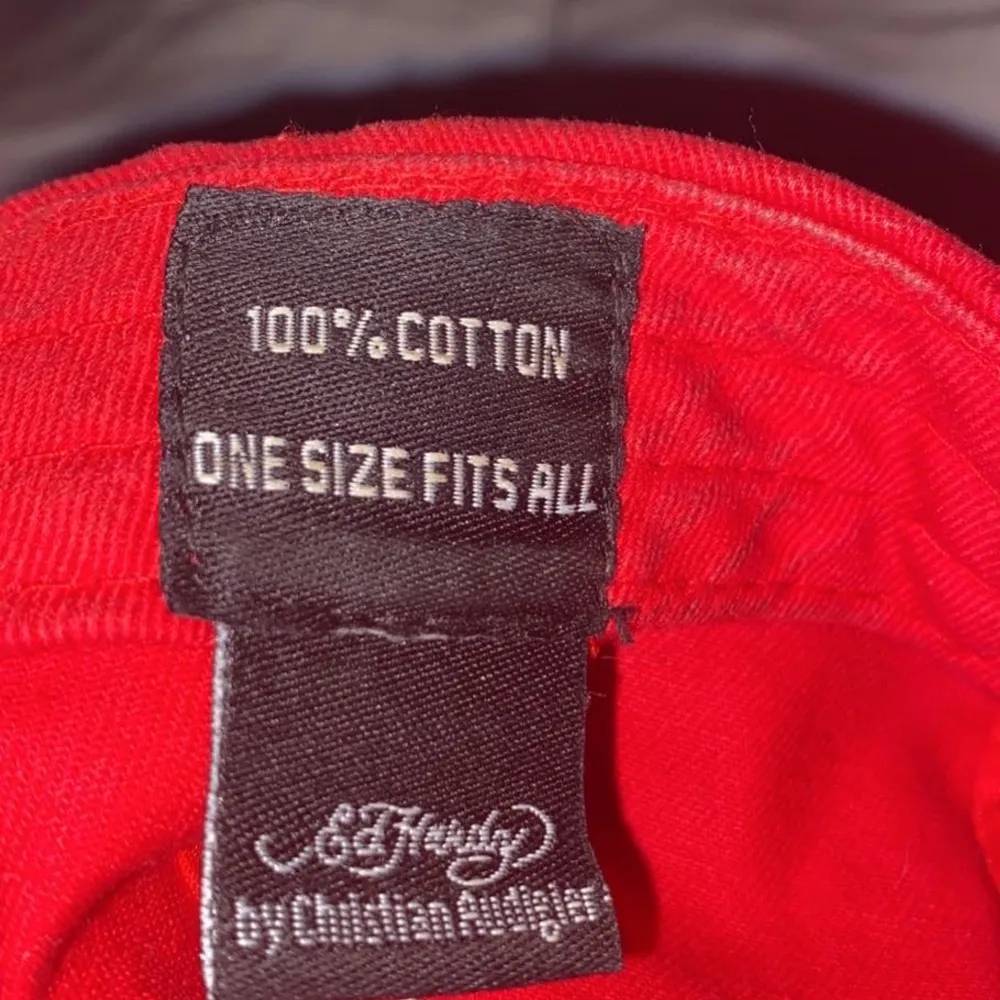 100% COTTON
ONE SIZE FITS ALL
Ed Hardy
by Christian Audigier